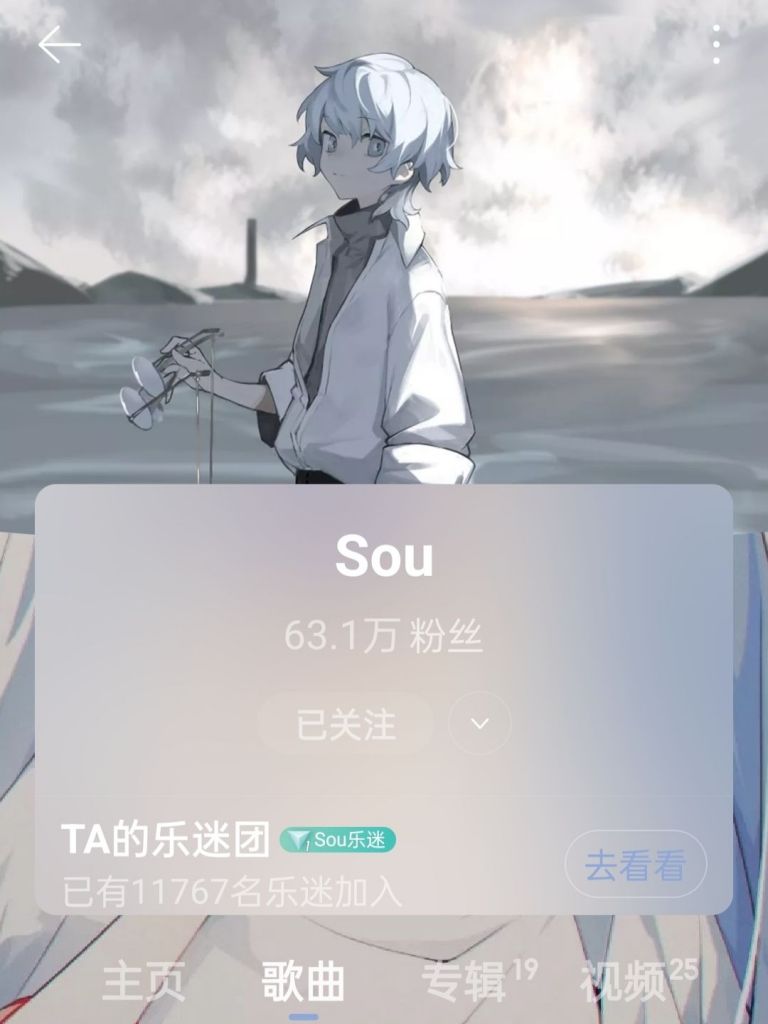 Sou
63.1万 粉丝
已关注
TA的乐迷团 1 Sou乐迷
已有11767名乐迷加入
去看看
主页 歌曲 专辑19 视频25